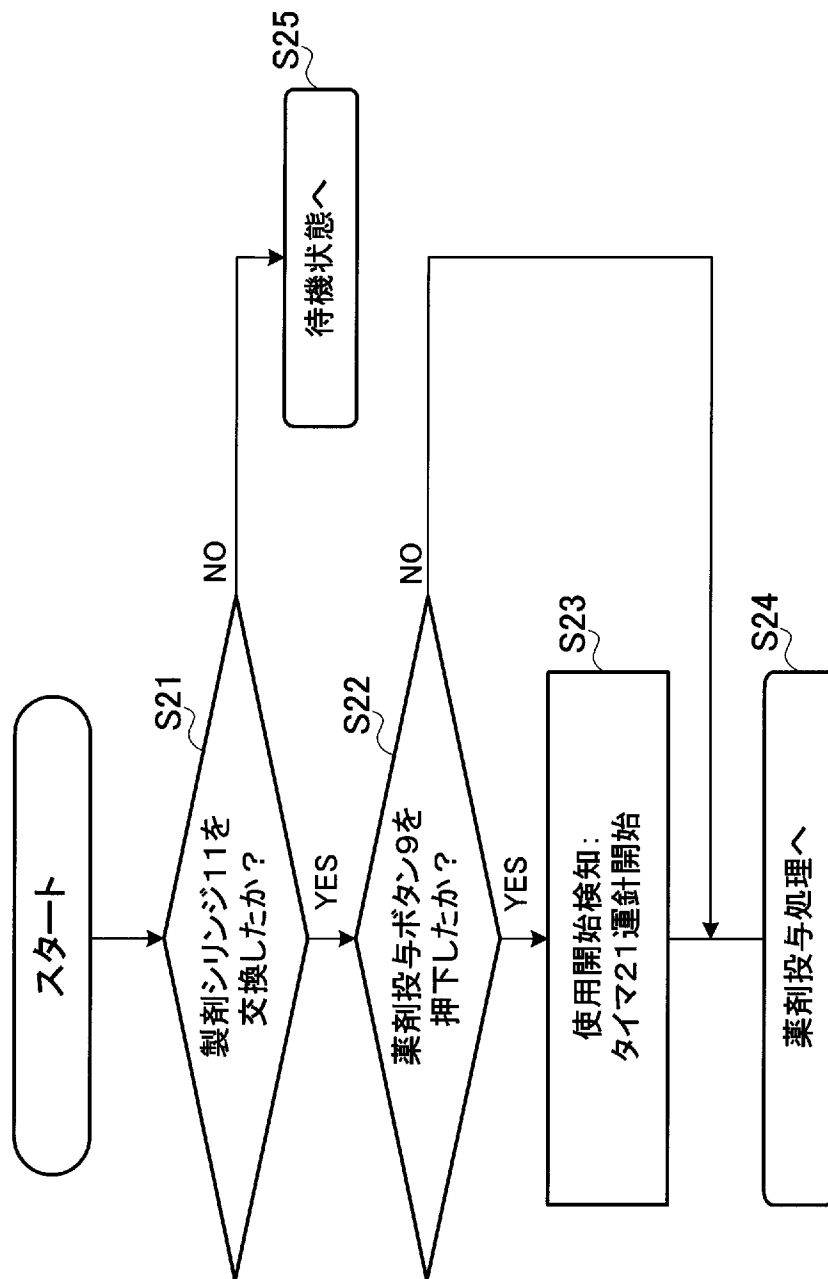 スタート
S21
製剤シリンジ11を
交換したか？
NO
YES
S25
待機状態へ
S22
薬剤投与ボタン9を
押下したか？
NO
YES
S23
使用開始検知：
タイマ21運針開始
S24
薬剤投与処理へ